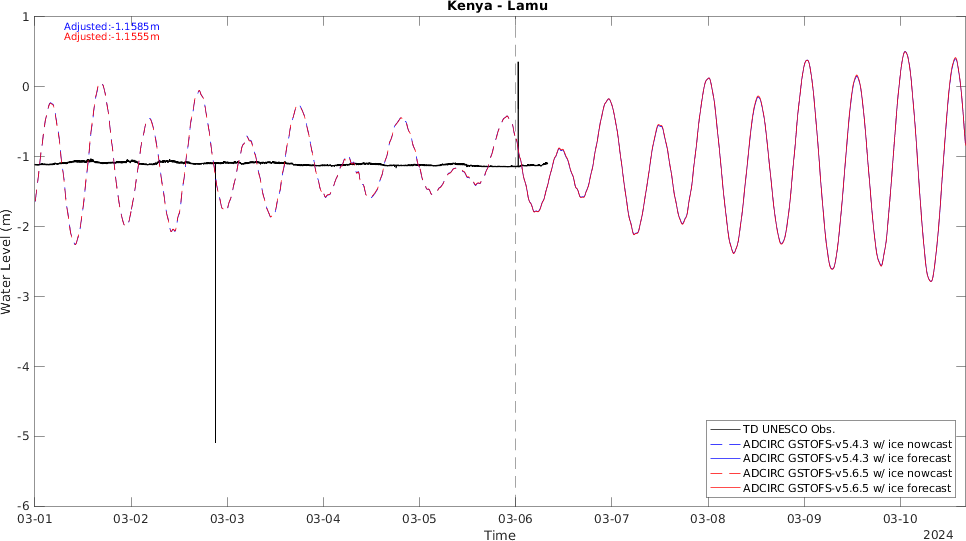 Kenya - Lamu
Adjusted:-1.1585m
Adjusted:-1.1555m
1
0
-1
-2
-3
-4
-5
-6
Water Level (m)
TD UNESCO Obs.
ADCIRC GSTOFS-v5.4.3 w/ ice nowcast
ADCIRC GSTOFS-v5.4.3 w/ ice forecast
ADCIRC GSTOFS-v5.6.5 w/ ice nowcast
ADCIRC GSTOFS-v5.6.5 w/ ice forecast
03-01 03-02 03-03 03-04 03-05 03-06 03-07 03-08 03-09 03-10
Time
2024